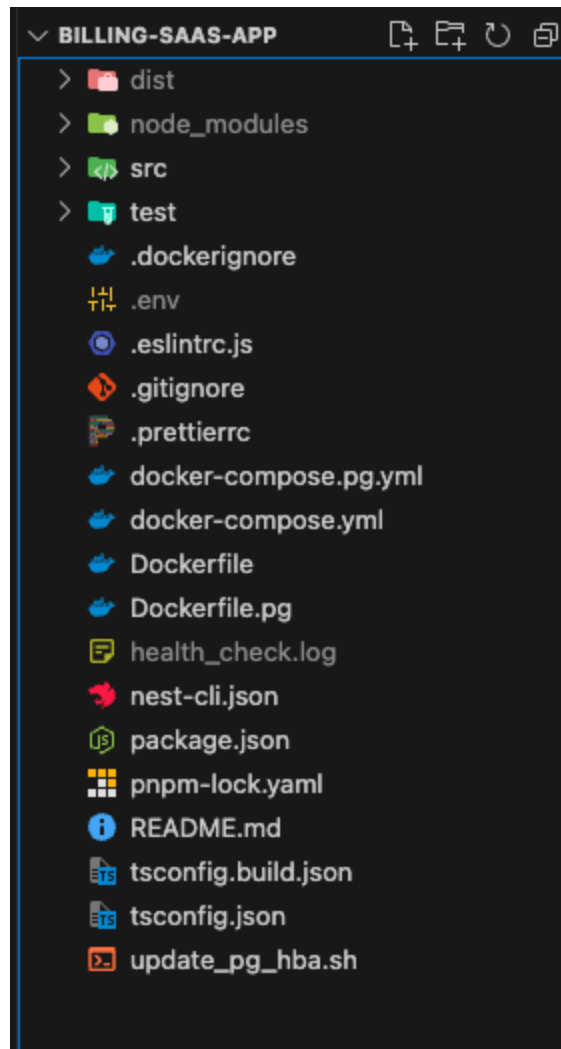 BILLING-SAAS-APP
dist
node_modules
src
test
.dockerignore
.env
.eslintrc.js
.gitignore
.prettierrc
docker-compose.pg.yml
docker-compose.yml
Dockerfile
Dockerfile.pg
health_check.log
nest-cli.json
package.json
pnpm-lock.yaml
README.md
tsconfig.build.json
tsconfig.json
update_pg_hba.sh